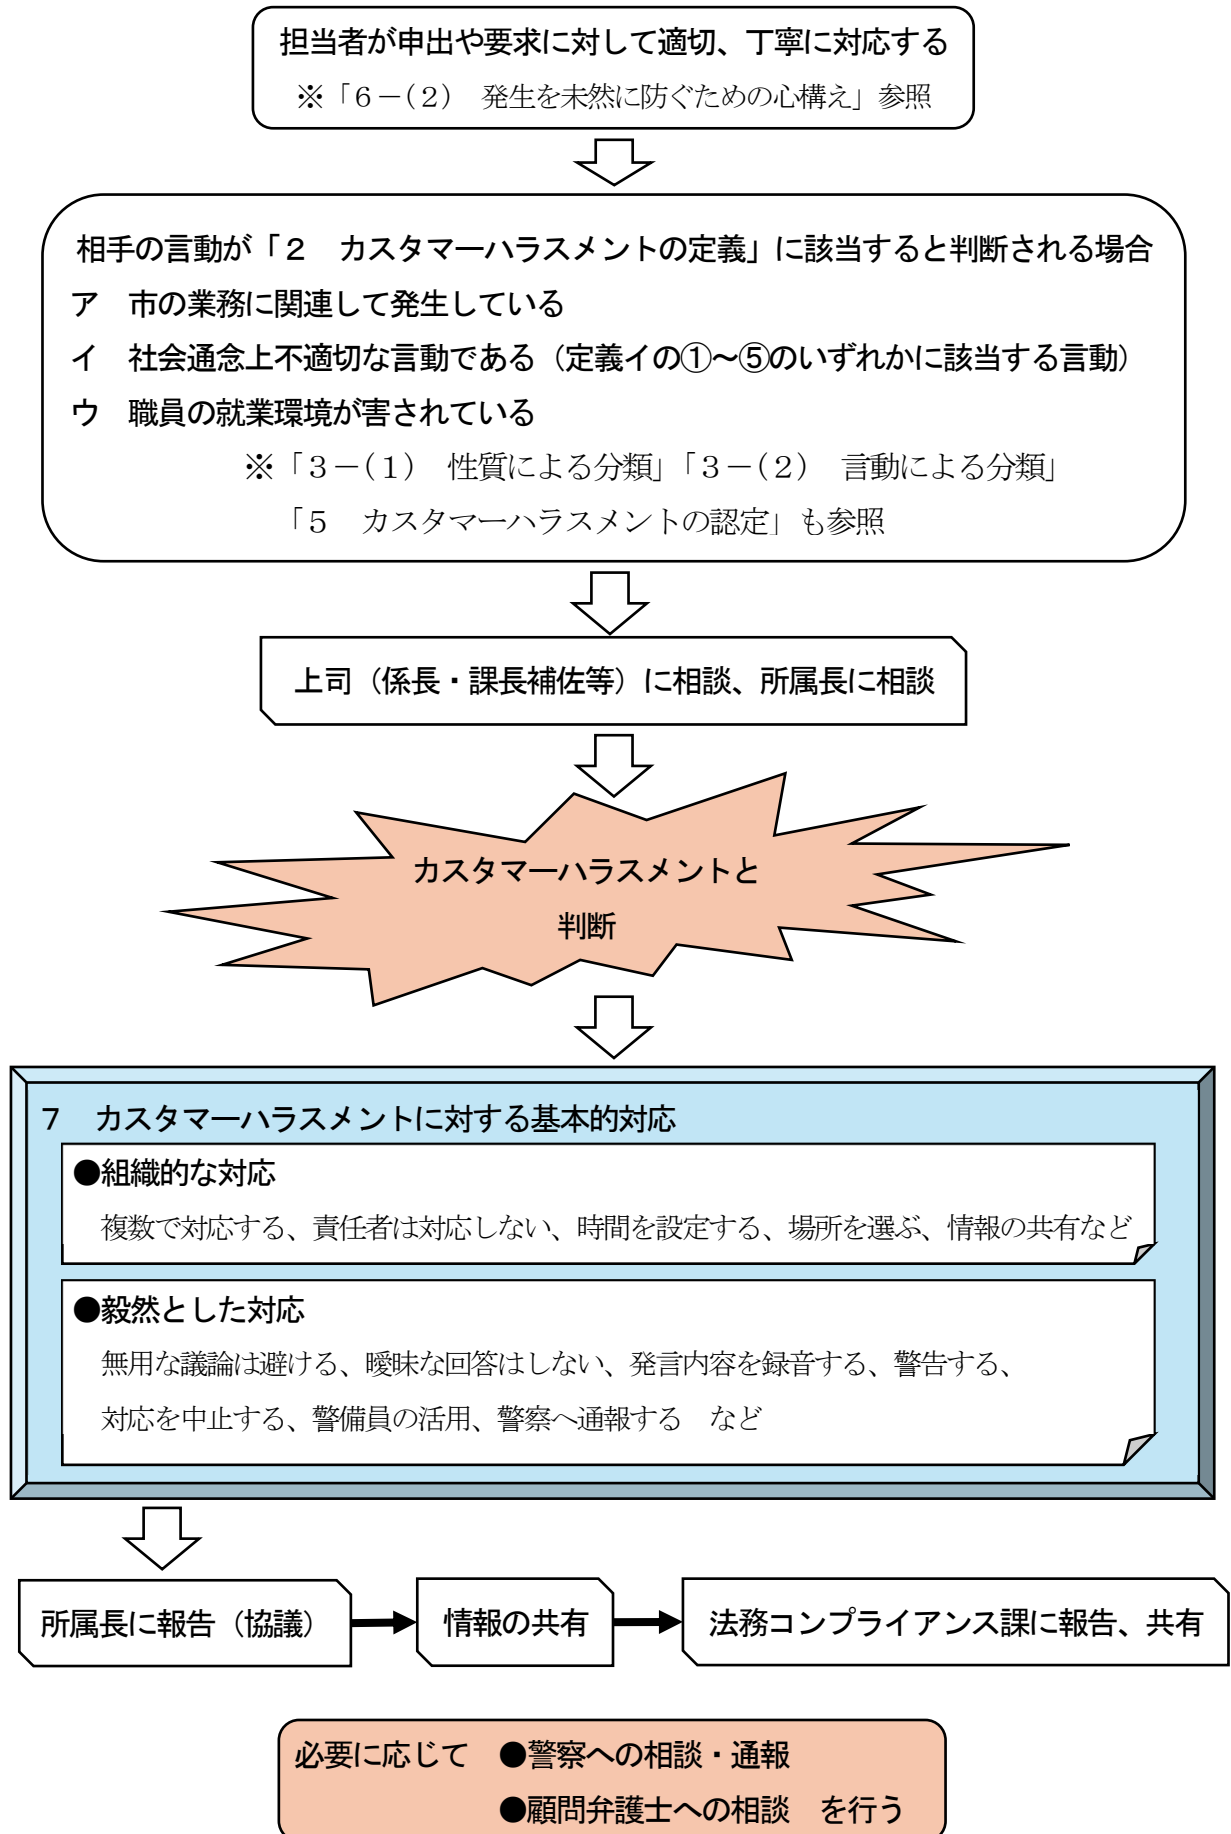 担当者が申出や要求に対して適切、丁寧に対応する
※「６－(２)　発生を未然に防ぐための心構え」参照
相手の言動が「２　カスタマーハラスメントの定義」に該当すると判断される場合
ア　市の業務に関連して発生している
イ　社会通念上不適切な言動である（定義イの①～⑤のいずれかに該当する言動）
ウ　職員の就業環境が害されている
※「３－(１)　性質による分類」「３－(２)　言動による分類」
「５　カスタマーハラスメントの認定」も参照
上司（係長・課長補佐等）に相談、所属長に相談
カスタマーハラスメントと
判断
７　カスタマーハラスメントに対する基本的対応
●組織的な対応
複数で対応する、責任者は対応しない、時間を設定する、場所を選ぶ、情報の共有など
●毅然とした対応
無用な議論は避ける、曖昧な回答はしない、発言内容を録音する、警告する、
対応を中止する、警備員の活用、警察へ通報する　など
所属長に報告（協議）
情報の共有
法務コンプライアンス課に報告、共有
必要に応じて　●警察への相談・通報
●顧問弁護士への相談　を行う